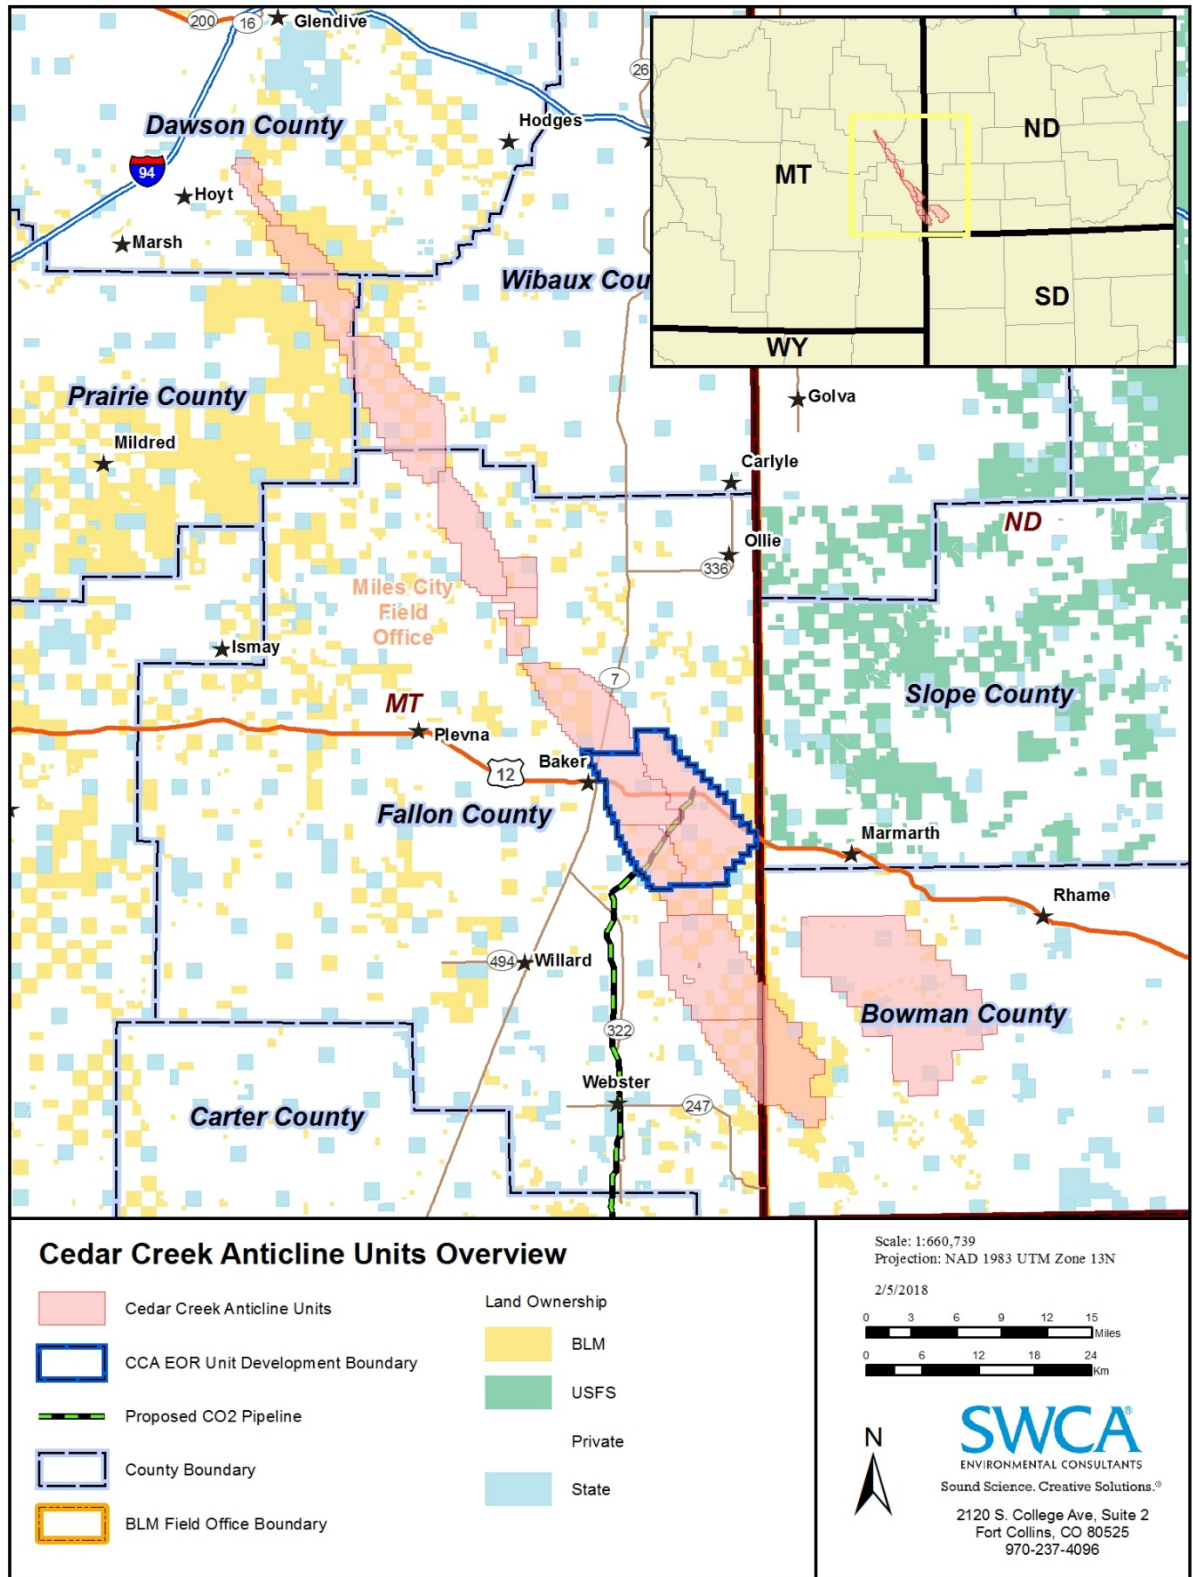 200
16
Glendive
26
Dawson County
Hodges
94
Hoyt
Marsh
Wibaux Cou
MT
ND
SD
WY
Prairie County
Golva
Mildred
Carlyle
ND
Ollie
336
Miles City
Field
Office
Ismay
7
Slope County
MT
Plevna
Baker
12
Fallon County
Marmarth
Rhame
494
Willard
Bowman County
322
Webster
247
Carter County
Cedar Creek Anticline Units Overview
Cedar Creek Anticline Units
CCA EOR Unit Development Boundary
Proposed CO2 Pipeline
County Boundary
BLM Field Office Boundary
Land Ownership
BLM
USFS
Private
State
Scale: 1:660,739
Projection: NAD 1983 UTM Zone 13N
2/5/2018
0 3 6 9 12 15
Miles
0 6 12 18 24
Km
N
SWCA®
ENVIRONMENTAL CONSULTANTS
Sound Science. Creative Solutions.®
2120 S. College Ave, Suite 2
Fort Collins, CO 80525
970-237-4096